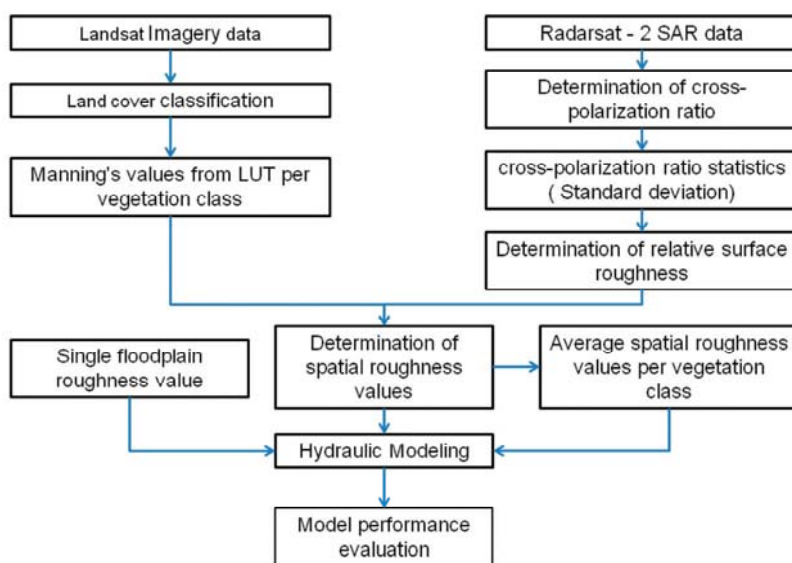 Landsat Imagery data
Land cover classification
Manning's values from LUT per
vegetation class
Radarsat - 2 SAR data
Determination of cross-
polarization ratio
cross-polarization ratio statistics
( Standard deviation)
Determination of relative surface
roughness
Single floodplain
roughness value
Determination of
spatial roughness
values
Average spatial roughness
values per vegetation
class
Hydraulic Modeling
Model performance
evaluation